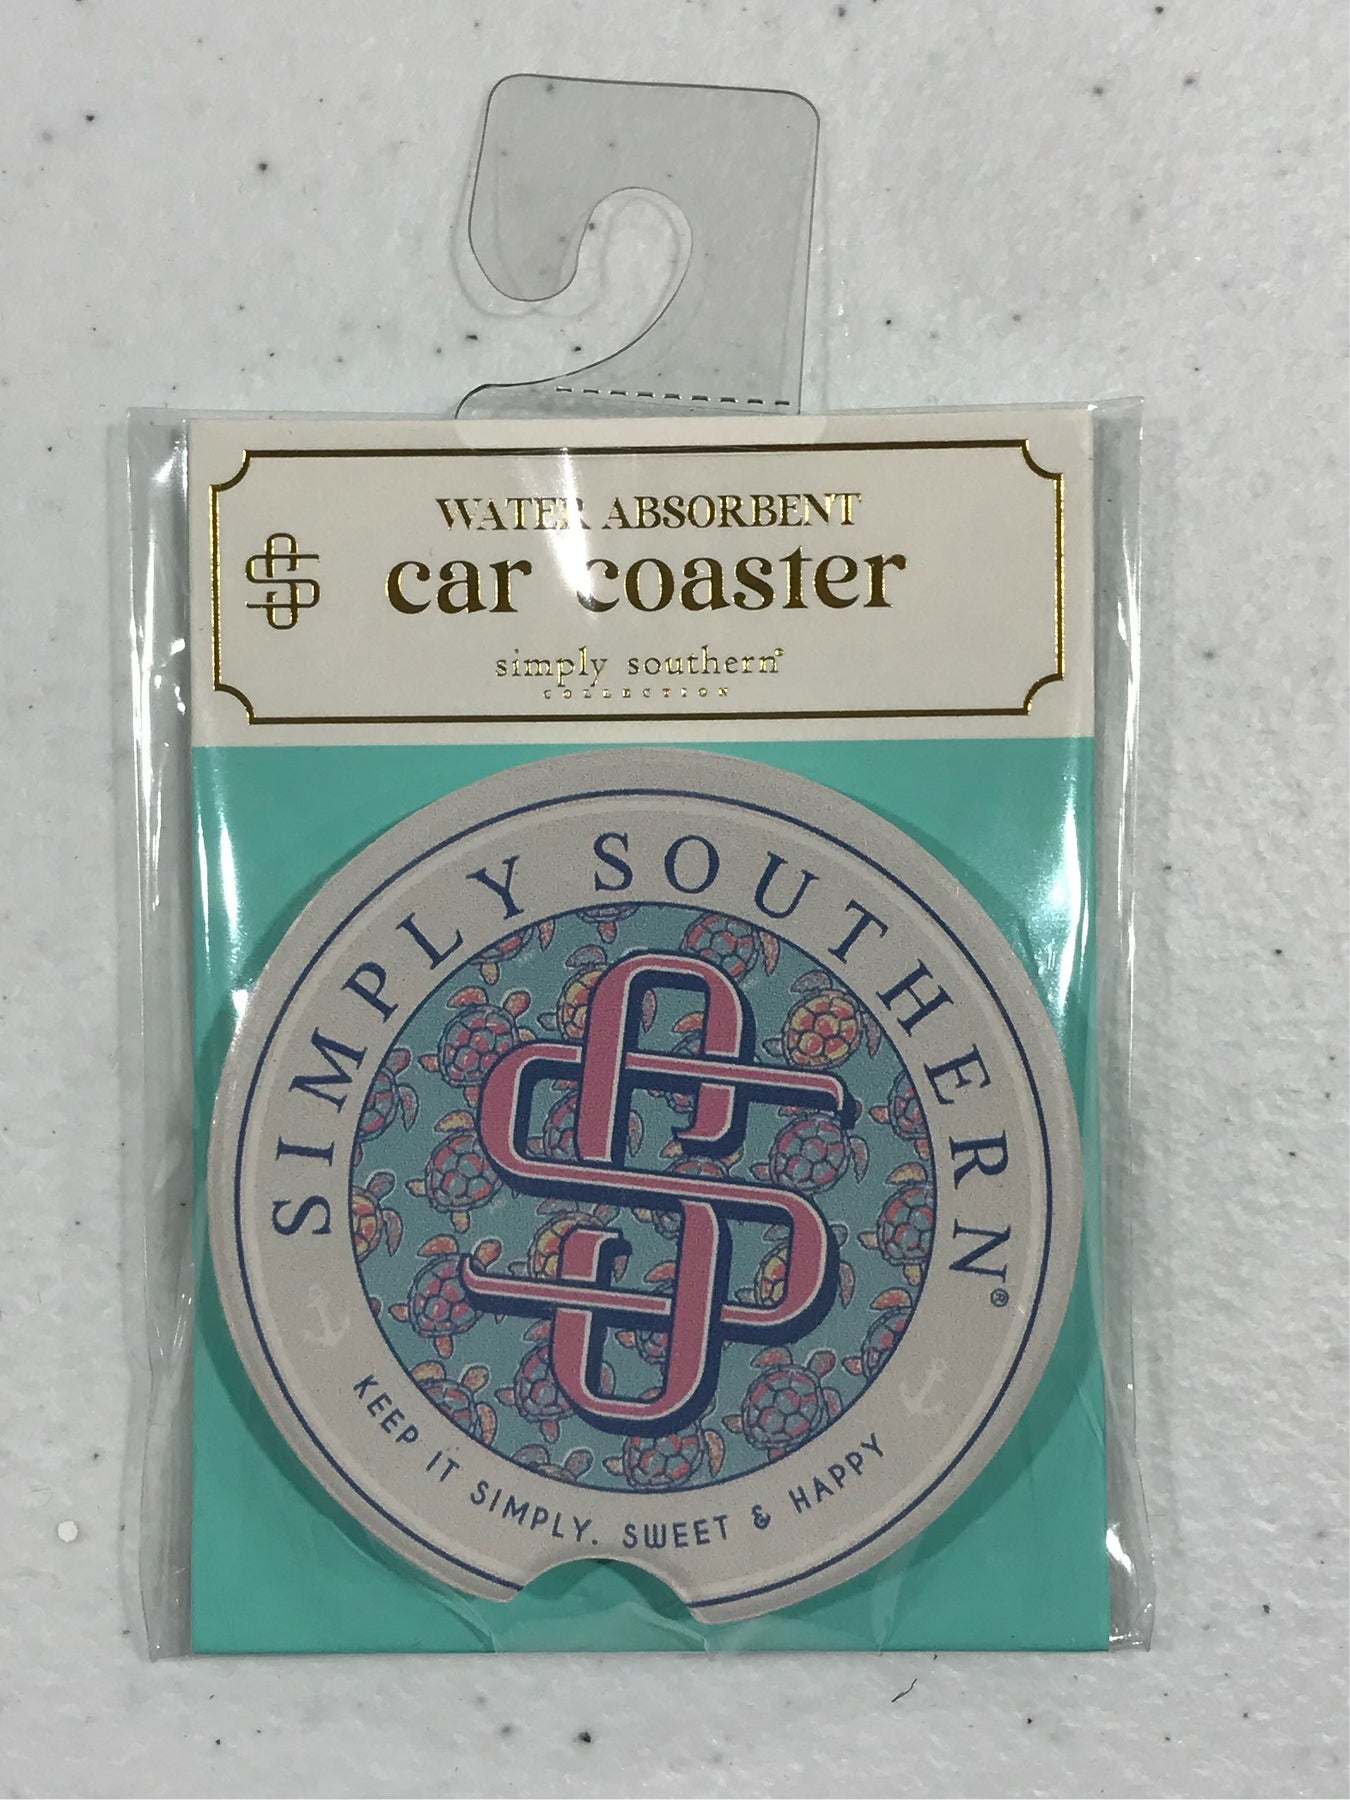 WATER ABSORBENT
car coaster
simply southern®
COLLECTION
SIMPLY SOUTHERN®
KEEP IT SIMPLY. SWEET & HAPPY